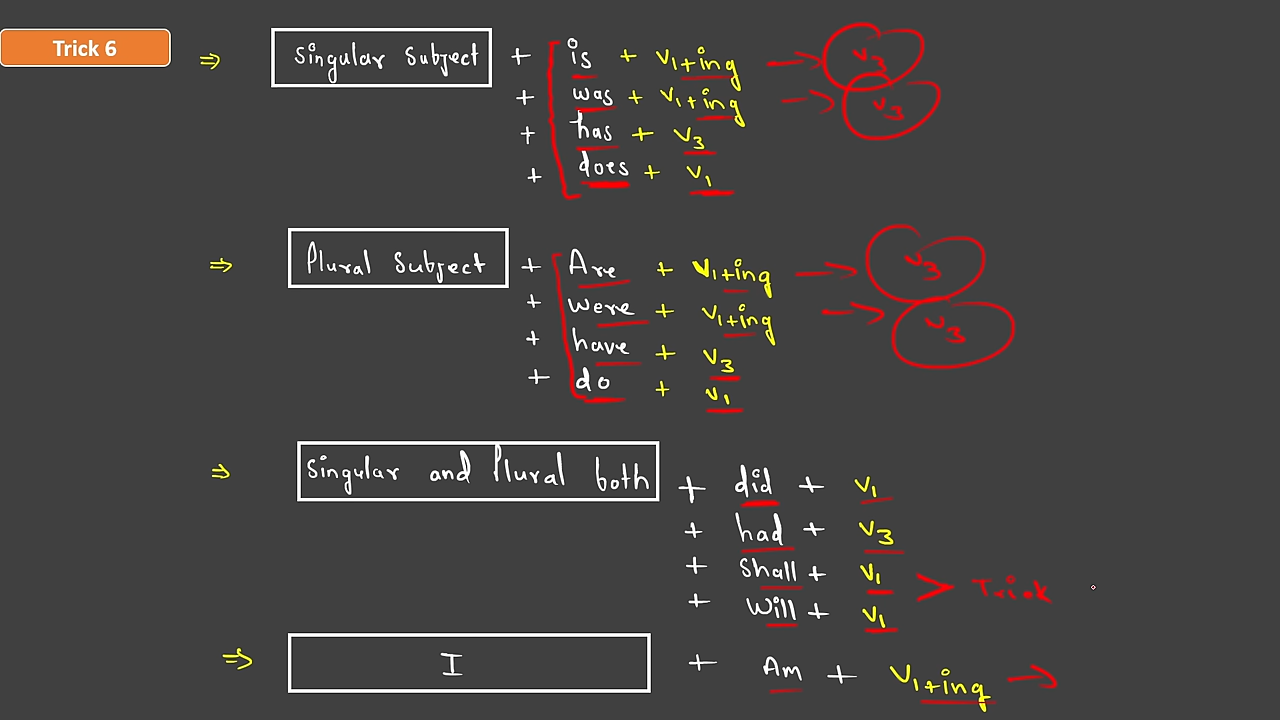 Trick 6
⇒ Singular Subject + is + V1+ing → V3
+ was + V1+ing → V3
+ has + V3
+ does + V1
⇒ Plural Subject + Are + V1+ing → V3
+ were + V1+ing → V3
+ have + V3
+ do + V1
⇒ Singular and Plural both + did + V1
+ had + V3
+ Shall + V1 > Trick
+ Will + V1
⇒ I + Am + V1+ing →